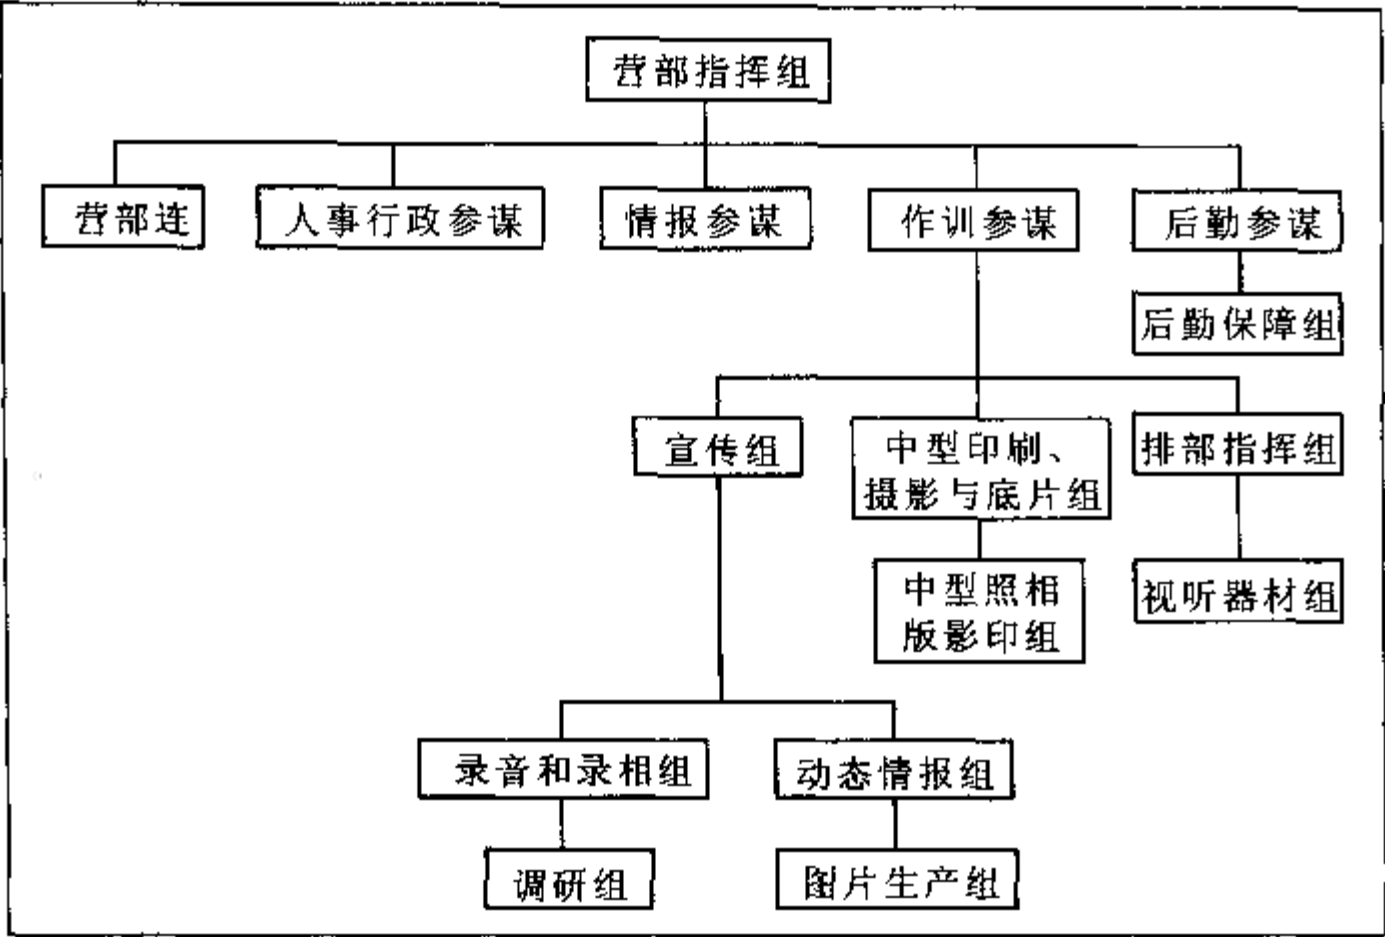 营部指挥组
营部连
人事行政参谋
情报参谋
作训参谋
后勤参谋
后勤保障组
宣传组
中型印刷、
摄影与底片组
排部指挥组
中型照相
版影印组
视听器材组
录音和录相组
动态情报组
调研组
图片生产组